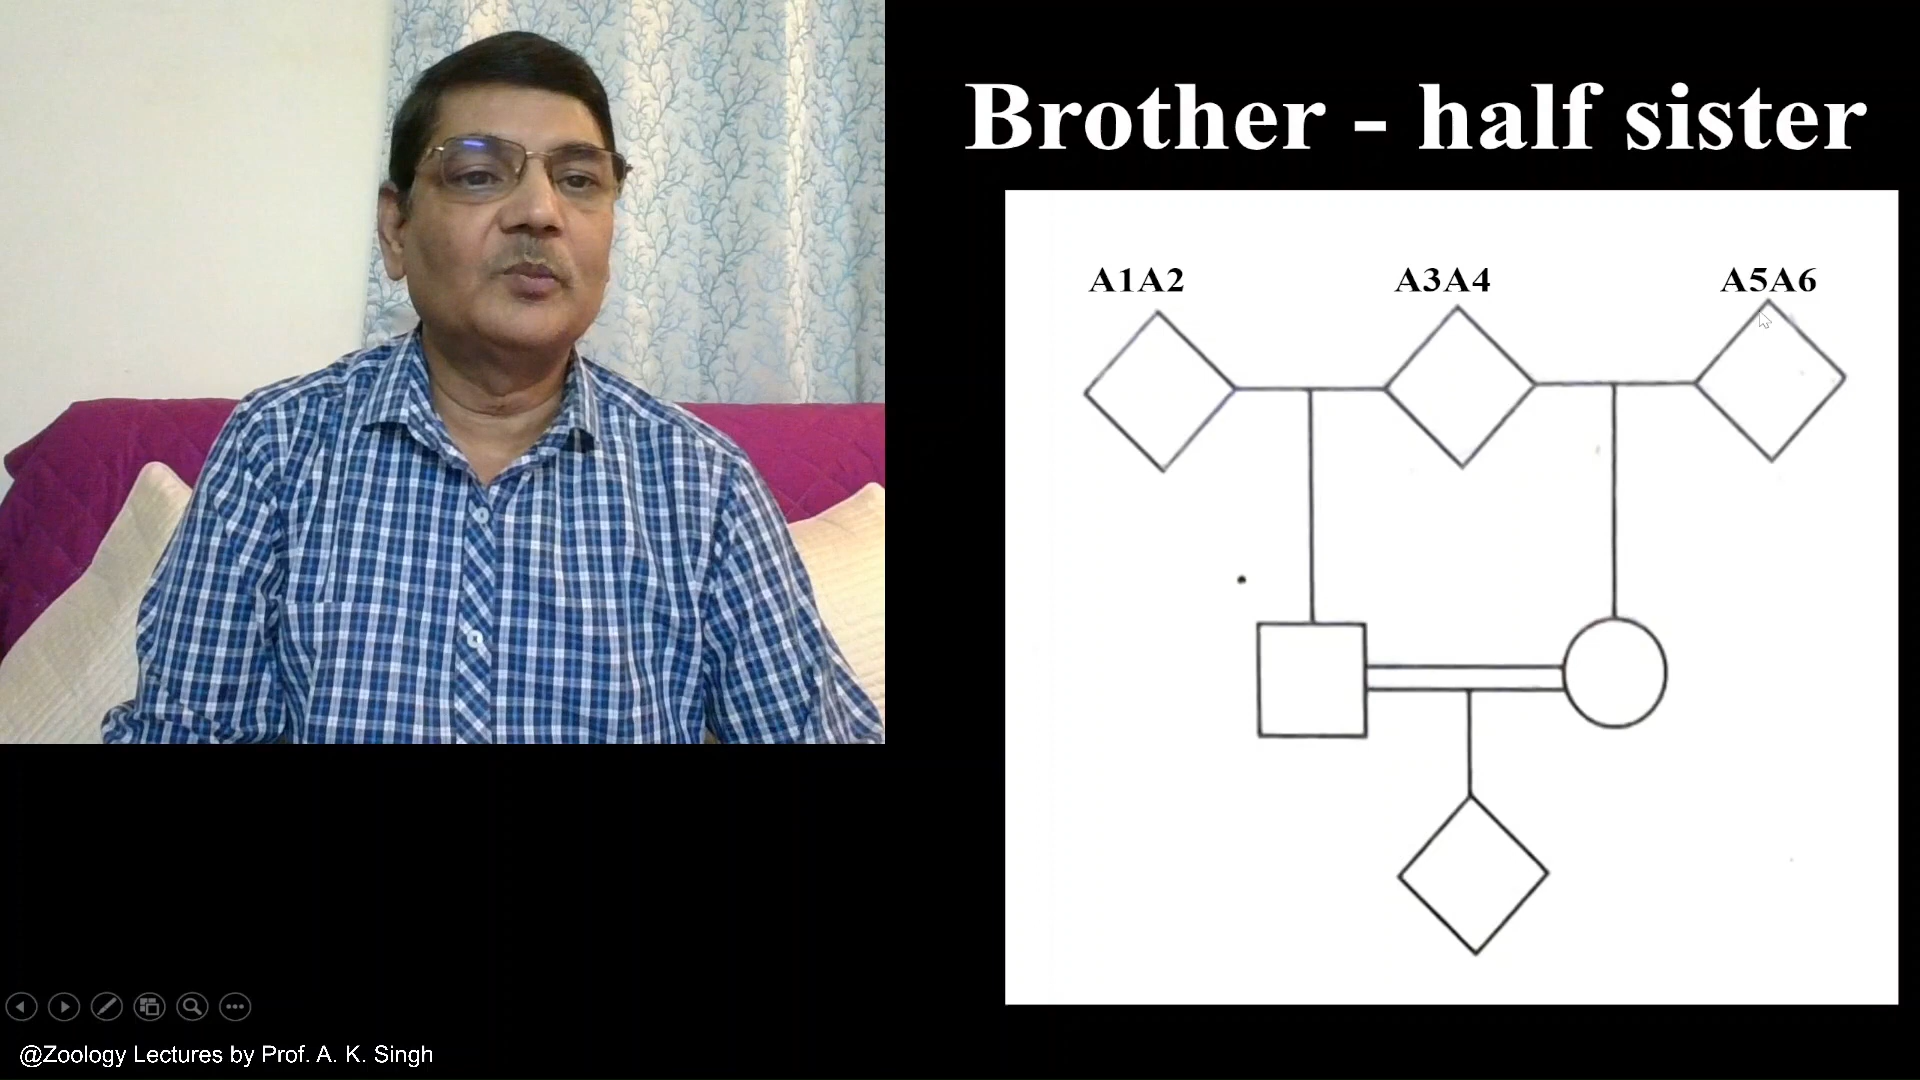 Brother - half sister
A1A2 A3A4 A5A6
@Zoology Lectures by Prof. A. K. Singh